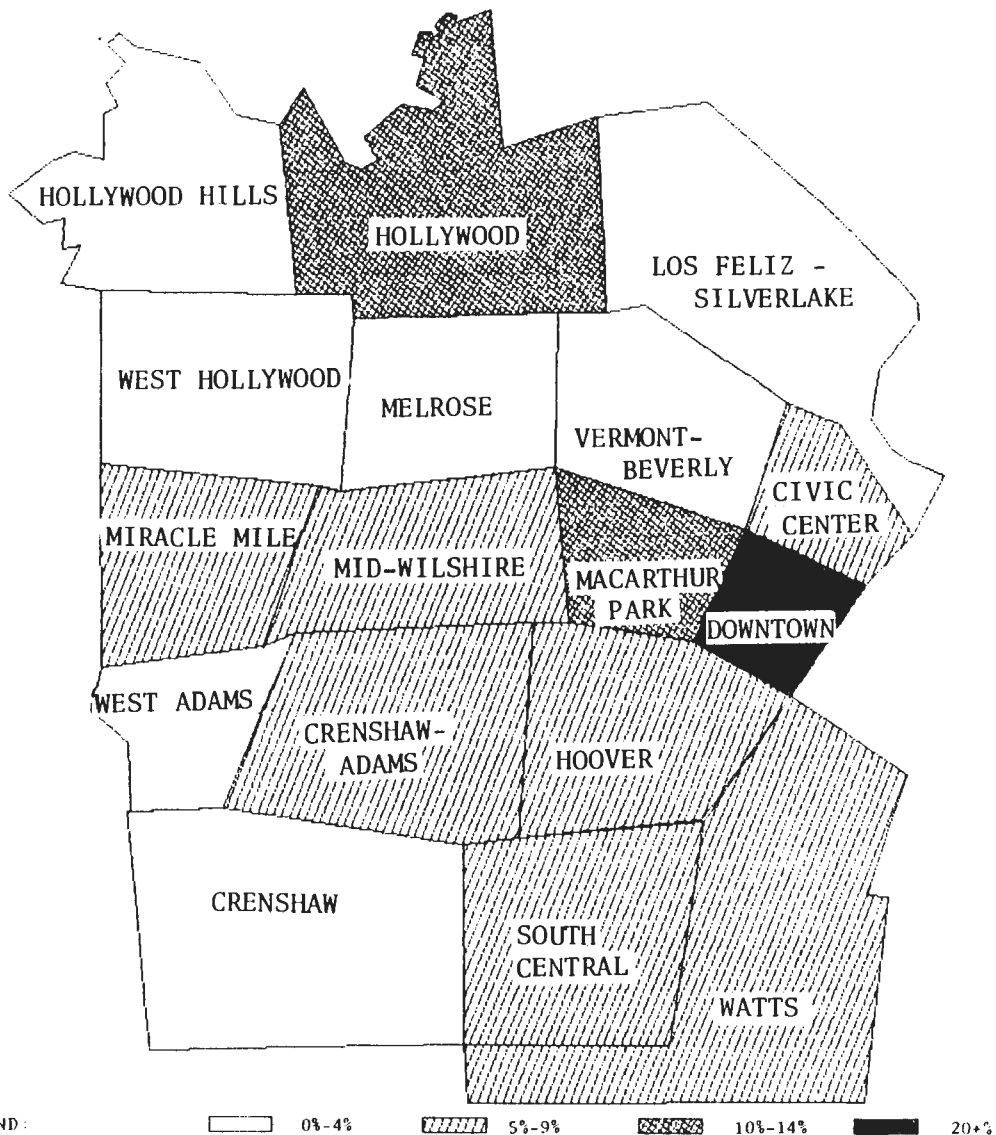 HOLLYWOOD HILLS
HOLLYWOOD
LOS FELIZ -
SILVERLAKE
WEST HOLLYWOOD
MELROSE
VERMONT-
BEVERLY
CIVIC
CENTER
MIRACLE MILE
MID-WILSHIRE
MACARTHUR
PARK
DOWNTOWN
WEST ADAMS
CRENSHAW-
ADAMS
HOOVER
CRENSHAW
SOUTH
CENTRAL
WATTS
ND: 0%-4% 5%-9% 10%-14% 20+%